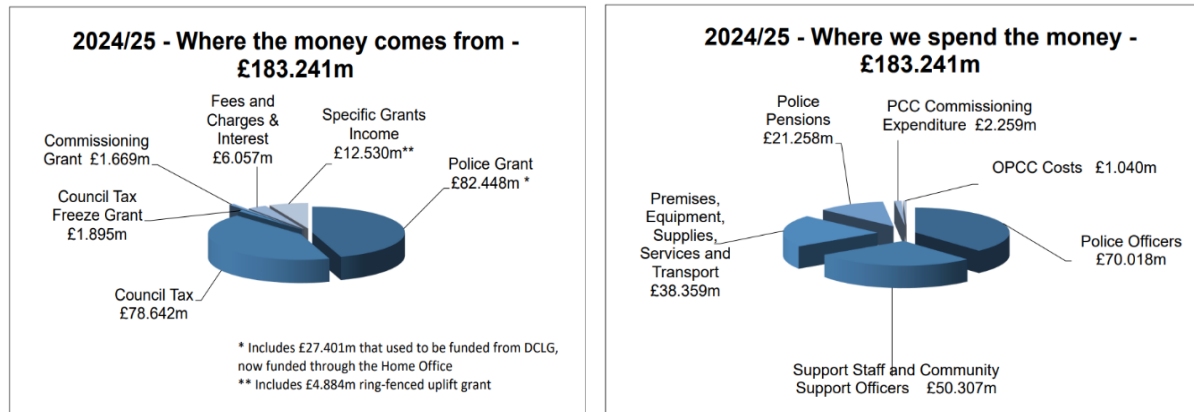 2024/25 - Where the money comes from -
£183.241m
Fees and
Charges &
Interest
£6.057m
Specific Grants
Income
£12.530m**
Commissioning
Grant £1.669m
Police Grant
£82.448m *
Council Tax
Freeze Grant
£1.895m
Council Tax
£78.642m
* Includes £27.401m that used to be funded from DCLG,
now funded through the Home Office
** Includes £4.884m ring-fenced uplift grant
2024/25 - Where we spend the money -
£183.241m
Police
Pensions
£21.258m
PCC Commissioning
Expenditure £2.259m
OPCC Costs £1.040m
Premises,
Equipment,
Supplies,
Services and
Transport
£38.359m
Police Officers
£70.018m
Support Staff and Community
Support Officers £50.307m